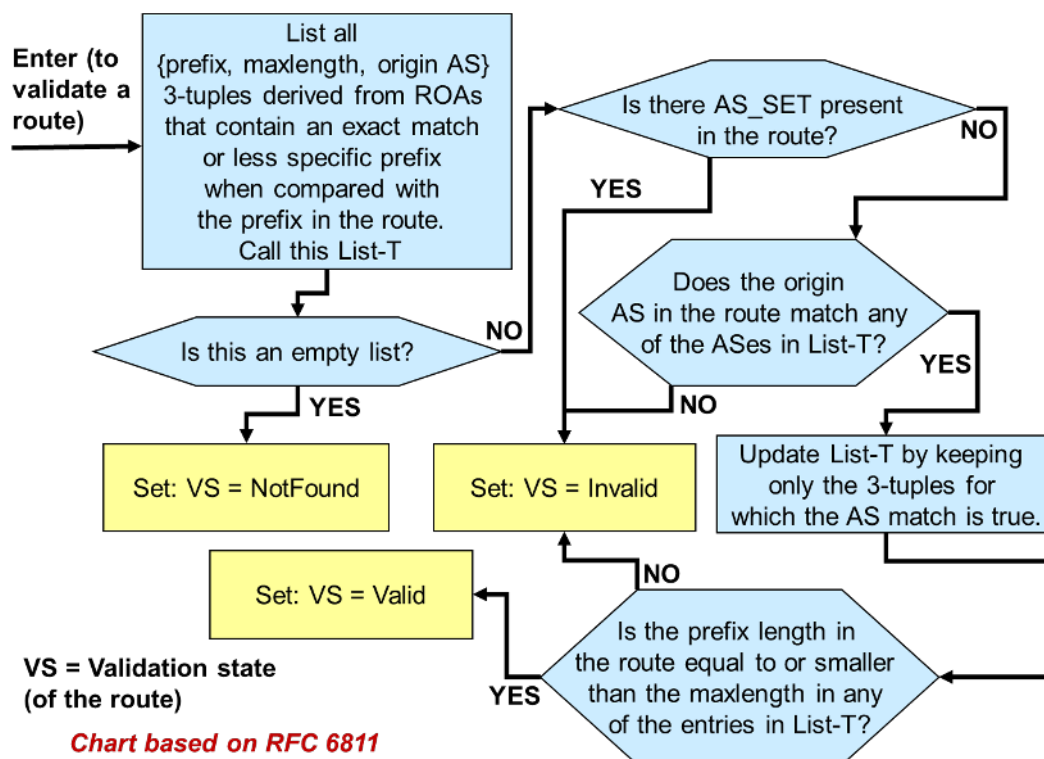 Enter (to
validate a
route)
List all
{prefix, maxlength, origin AS}
3-tuples derived from ROAs
that contain an exact match
or less specific prefix
when compared with
the prefix in the route.
Call this List-T
Is this an empty list?
NO
YES
Set: VS = NotFound
Is there AS_SET present
in the route?
YES
NO
Does the origin
AS in the route match any
of the ASes in List-T?
NO
YES
Set: VS = Invalid
Update List-T by keeping
only the 3-tuples for
which the AS match is true.
Is the prefix length in
the route equal to or smaller
than the maxlength in any
of the entries in List-T?
NO
YES
Set: VS = Valid
VS = Validation state
(of the route)
Chart based on RFC 6811